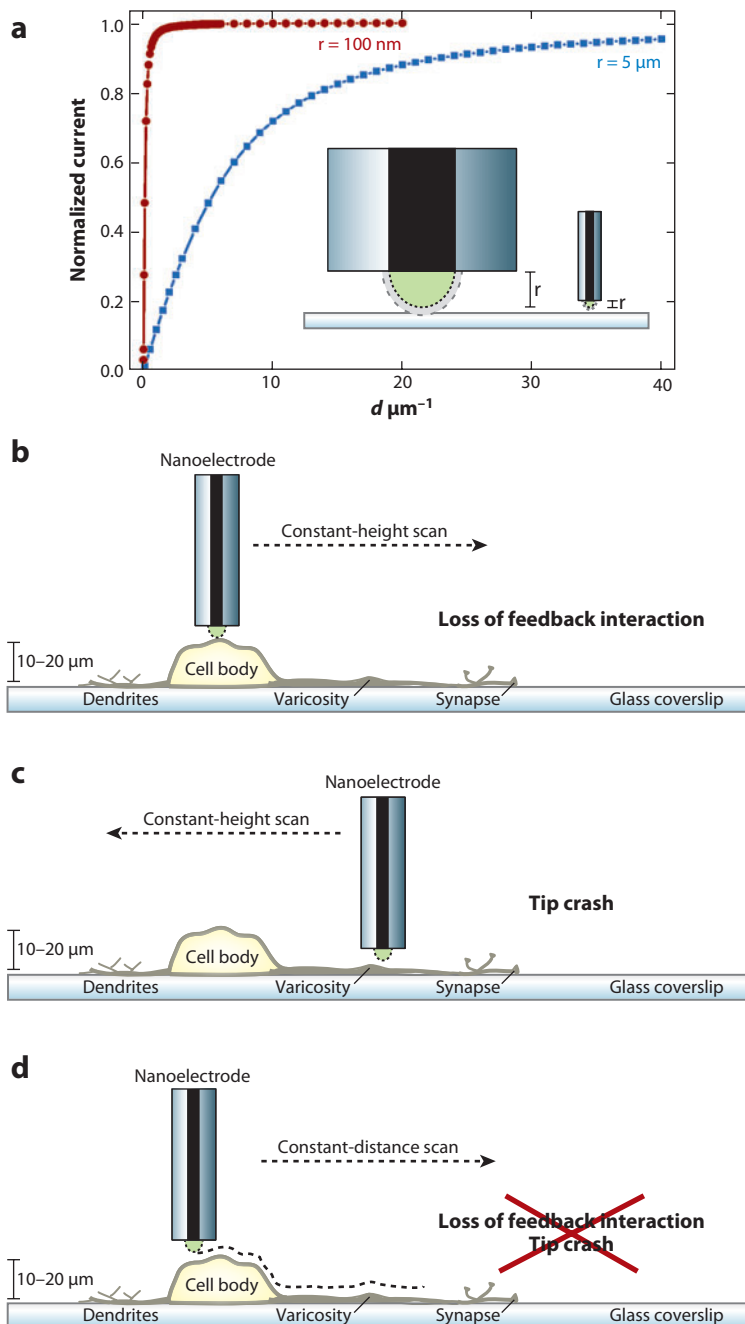 a
1.0
0.8
0.6
0.4
0.2
0.0
Normalized current
0
10
20
30
40
d µm⁻¹
r = 100 nm
r = 5 µm
r
r
b
Nanoelectrode
Constant-height scan
Loss of feedback interaction
10–20 µm
Cell body
Dendrites
Varicosity
Synapse
Glass coverslip
c
Nanoelectrode
Constant-height scan
Tip crash
10–20 µm
Cell body
Dendrites
Varicosity
Synapse
Glass coverslip
d
Nanoelectrode
Constant-distance scan
Loss of feedback interaction
Tip crash
10–20 µm
Cell body
Dendrites
Varicosity
Synapse
Glass coverslip